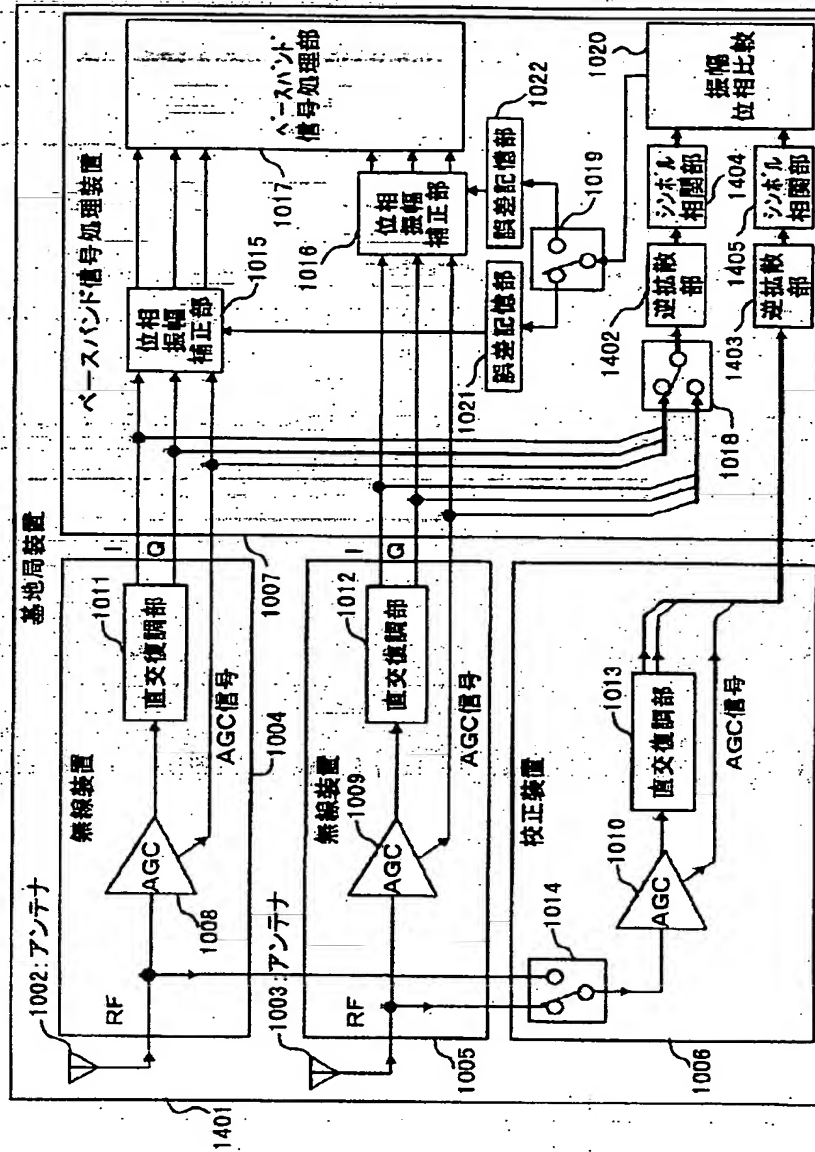 基地局装置
1401
1002:アンテナ
RF
無線装置
AGC
1008
直交復調部
1011
I
Q
AGC信号
1004
1003:アンテナ
RF
無線装置
AGC
1009
直交復調部
1012
I
Q
AGC信号
1005
校正装置
1014
AGC
1010
直交復調部
1013
AGC信号
1006
ベースバンド信号処理装置
1007
位相
振幅
補正部
1015
位相
振幅
補正部
1016
ベースバンド
信号処理部
1017
誤差記憶部
1021
誤差記憶部
1022
1019
1018
逆拡散
部
1402
シンボル
相関部
1404
逆拡散
部
1403
シンボル
相関部
1405
振幅
位相比較
1020